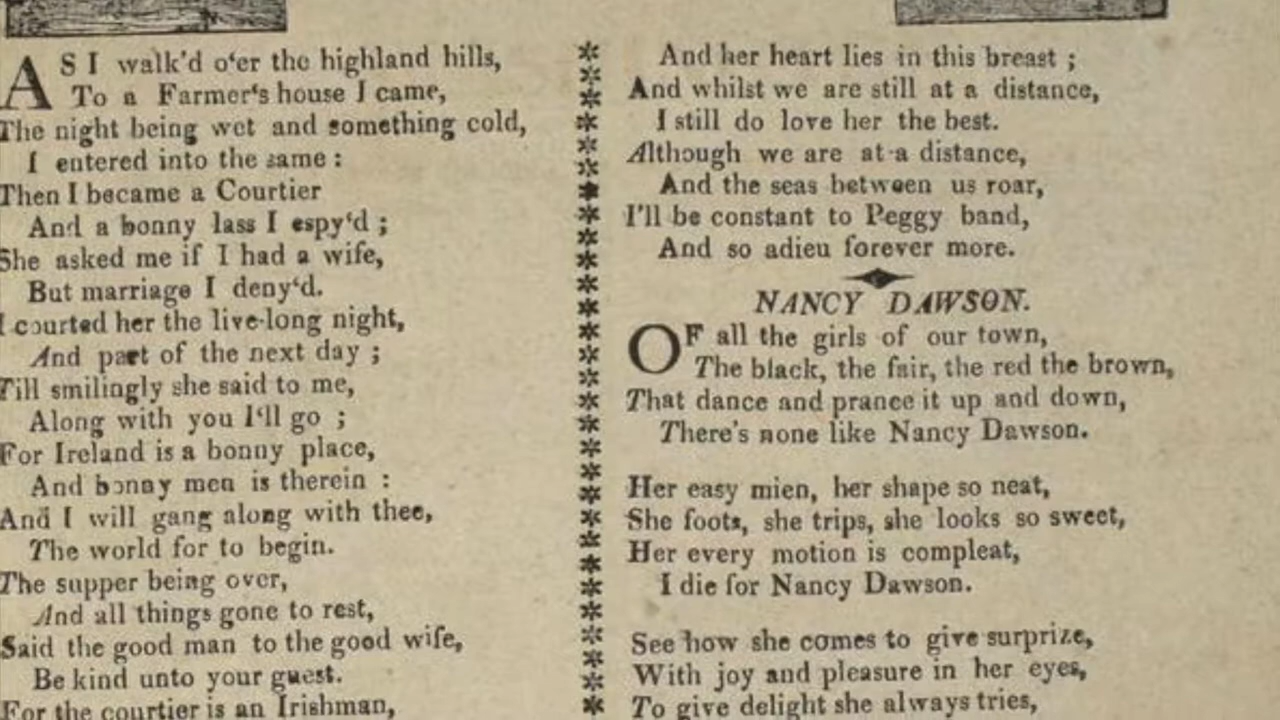 AS I walk'd o'er the highland hills,
To a Farmer's house I came,
The night being wet and something cold,
I entered into the same :
Then I became a Courtier
And a bonny lass I espy'd ;
She asked me if I had a wife,
But marriage I deny'd.
I courted her the live-long night,
And part of the next day ;
Till smilingly she said to me,
Along with you I'll go ;
For Ireland is a bonny place,
And bonny men is therein :
And I will gang along with thee,
The world for to begin.
The supper being over,
And all things gone to rest,
Said the good man to the good wife,
Be kind unto your guest.
For the courtier is an Irishman,
And her heart lies in this breast ;
And whilst we are still at a distance,
I still do love her the best.
Although we are at a distance,
And the seas between us roar,
I'll be constant to Peggy band,
And so adieu forever more.
NANCY DAWSON.
OF all the girls of our town,
The black, the fair, the red the brown,
That dance and prance it up and down,
There's none like Nancy Dawson.
Her easy mien, her shape so neat,
She foots, she trips, she looks so sweet,
Her every motion is compleat,
I die for Nancy Dawson.
See how she comes to give surprize,
With joy and pleasure in her eyes,
To give delight she always tries,